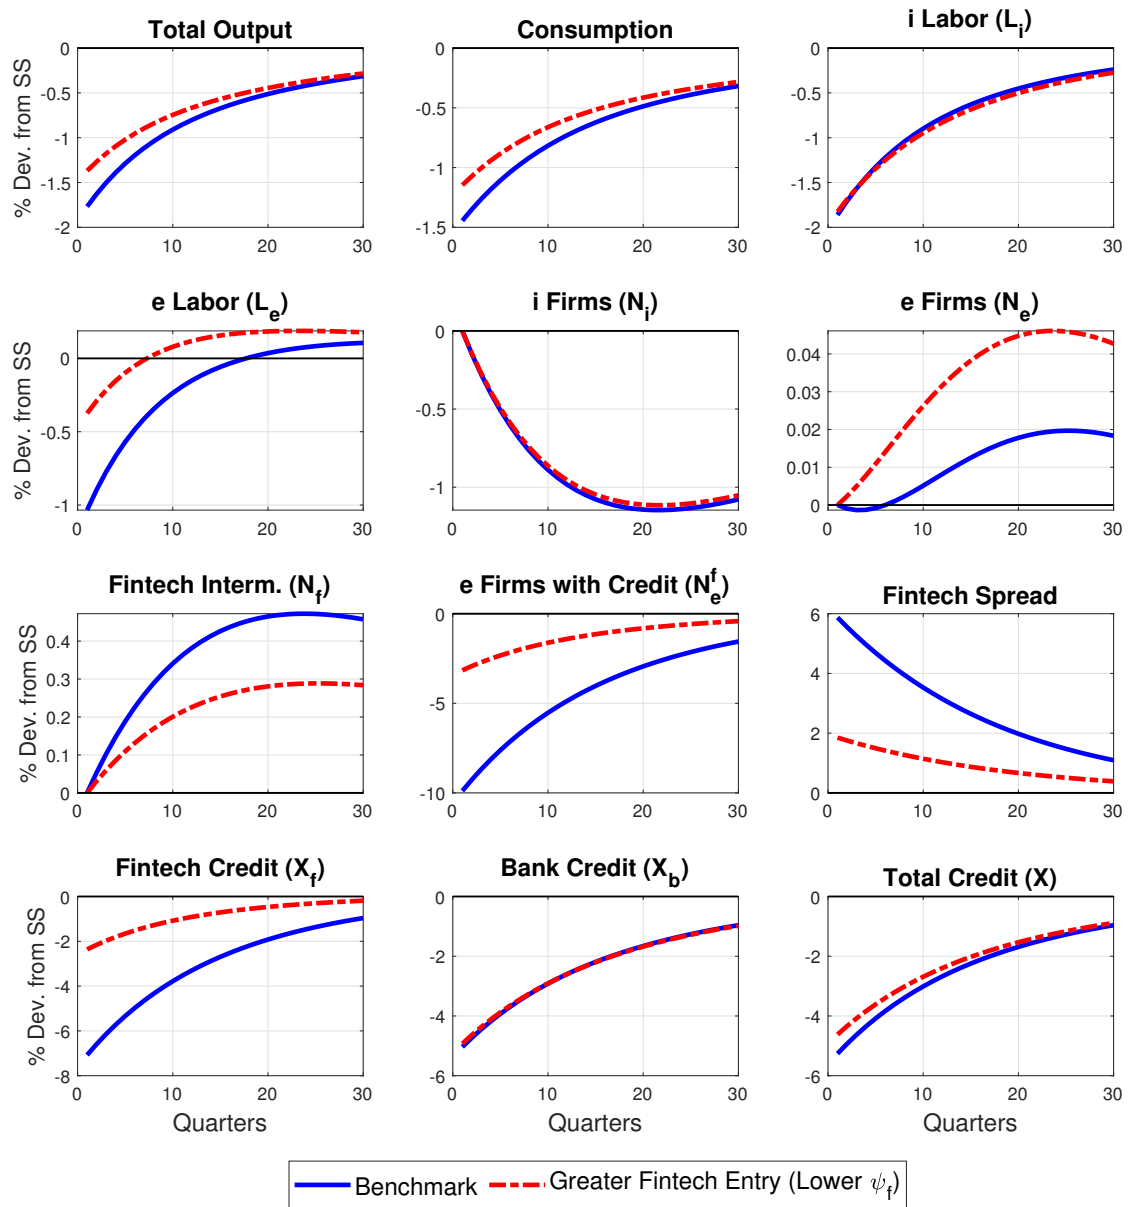 Total Output
Consumption
i Labor (L_i)
% Dev. from SS
0
-0.5
-1
-1.5
-2
0 10 20 30
0
-0.5
-1
-1.5
0 10 20 30
0
-0.5
-1
-1.5
-2
0 10 20 30
e Labor (L_e)
i Firms (N_i)
e Firms (N_e)
% Dev. from SS
0
-0.5
-1
0 10 20 30
0
-0.5
-1
0 10 20 30
0.04
0.03
0.02
0.01
0
0 10 20 30
Fintech Interm. (N_f)
e Firms with Credit (N_e^f)
Fintech Spread
% Dev. from SS
0.4
0.3
0.2
0.1
0
0 10 20 30
0
-5
-10
0 10 20 30
6
4
2
0
0 10 20 30
Fintech Credit (X_f)
Bank Credit (X_b)
Total Credit (X)
% Dev. from SS
0
-2
-4
-6
-8
0 10 20 30
Quarters
0
-2
-4
-6
0 10 20 30
Quarters
0
-2
-4
-6
0 10 20 30
Quarters
Benchmark
Greater Fintech Entry (Lower ψ_f)